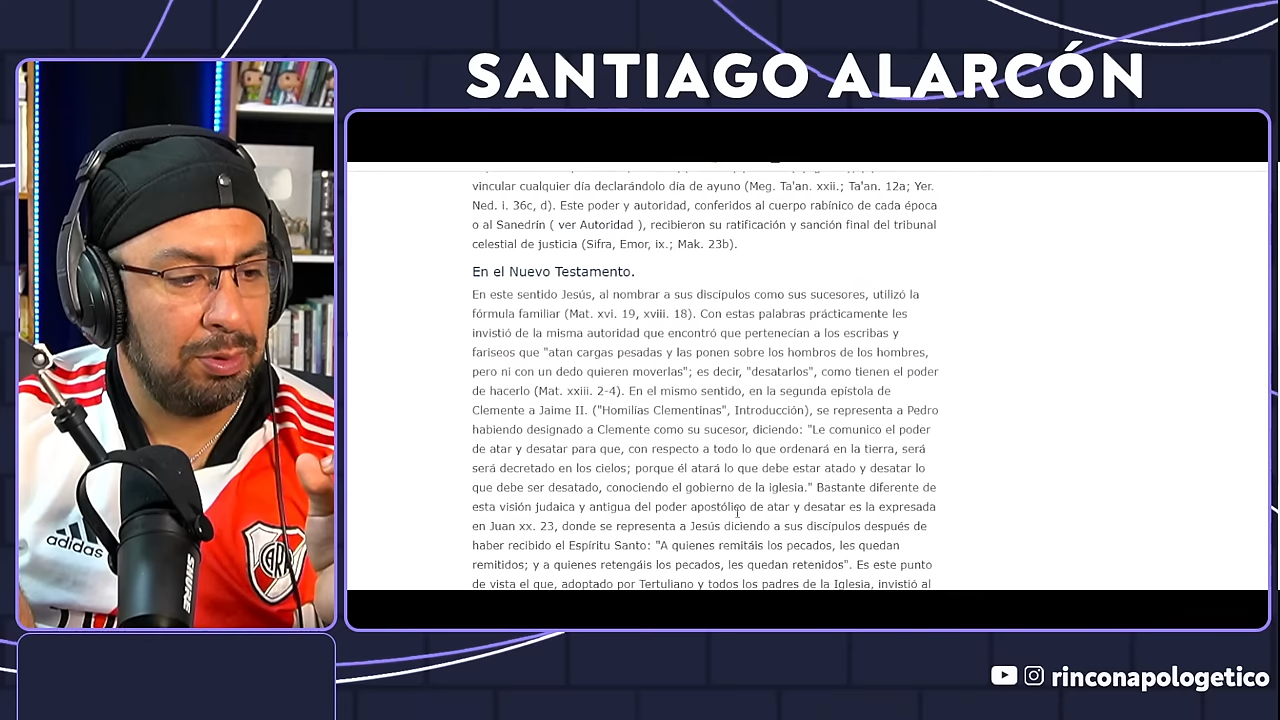 SANTIAGO ALARCÓN
vincular cualquier día declarándolo día de ayuno (Meg. Ta'an. xxii.; Ta'an. 12a; Yer.
Ned. i. 36c, d). Este poder y autoridad, conferidos al cuerpo rabínico de cada época
o al Sanedrín ( ver Autoridad ), recibieron su ratificación y sanción final del tribunal
celestial de justicia (Sifra, Emor, ix.; Mak. 23b).
En el Nuevo Testamento.
En este sentido Jesús, al nombrar a sus discípulos como sus sucesores, utilizó la
fórmula familiar (Mat. xvi. 19, xviii. 18). Con estas palabras prácticamente les
invistió de la misma autoridad que encontró que pertenecían a los escribas y
fariseos que "atan cargas pesadas y las ponen sobre los hombros de los hombres,
pero ni con un dedo quieren moverlas"; es decir, "desatarlos", como tienen el poder
de hacerlo (Mat. xxiii. 2-4). En el mismo sentido, en la segunda epístola de
Clemente a Jaime II. ("Homilías Clementinas", Introducción), se representa a Pedro
habiendo designado a Clemente como su sucesor, diciendo: "Le comunico el poder
de atar y desatar para que, con respecto a todo lo que ordenará en la tierra, será
será decretado en los cielos; porque él atará lo que debe estar atado y desatar lo
que debe ser desatado, conociendo el gobierno de la iglesia." Bastante diferente de
esta visión judaica y antigua del poder apostólico de atar y desatar es la expresada
en Juan xx. 23, donde se representa a Jesús diciendo a sus discípulos después de
haber recibido el Espíritu Santo: "A quienes remitáis los pecados, les quedan
remitidos; y a quienes retengáis los pecados, les quedan retenidos". Es este punto
de vista el que, adoptado por Tertuliano y todos los padres de la Iglesia, invistió al
adidas
CARP
SHURE
rinconapologetico